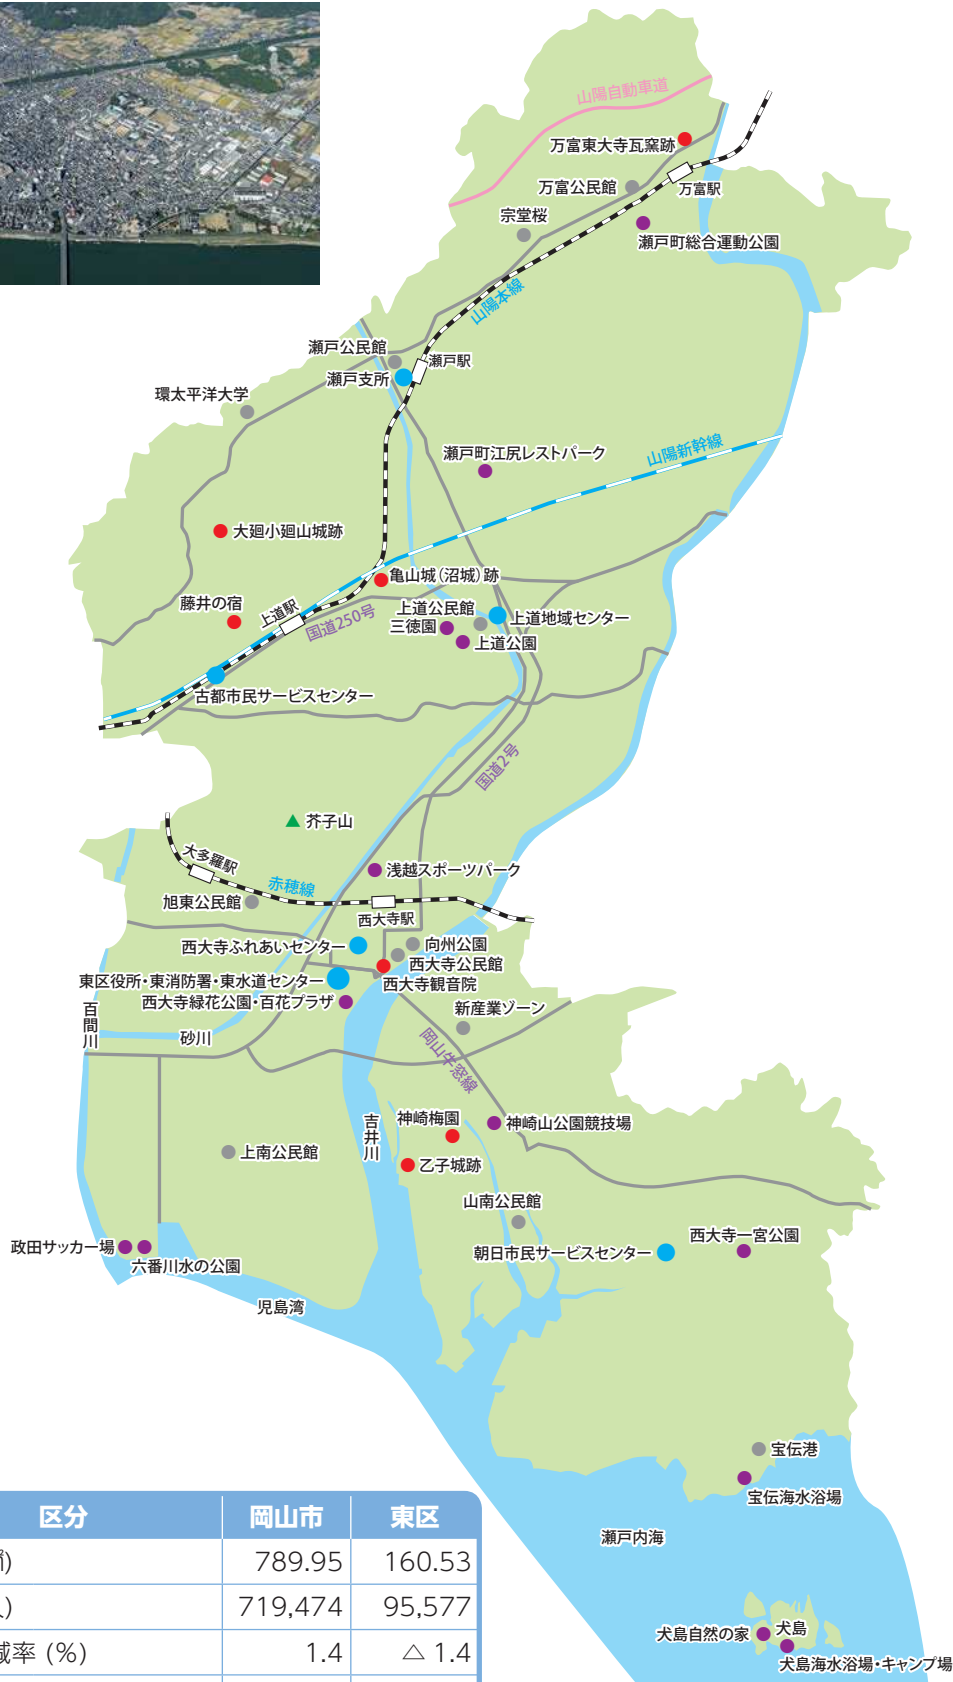 山陽自動車道
万富東大寺瓦窯跡
万富公民館
万富駅
宗堂桜
瀬戸町総合運動公園
山陽本線
瀬戸公民館
瀬戸駅
瀬戸支所
環太平洋大学
山陽新幹線
瀬戸町江尻レストパーク
大廻小廻山城跡
亀山城(沼城)跡
藤井の宿
上道駅
国道250号
上道公民館
上道地域センター
三徳園
上道公園
古都市民サービスセンター
国道2号
芥子山
大多羅駅
浅越スポーツパーク
赤穂線
旭東公民館
西大寺駅
西大寺ふれあいセンター
向州公園
西大寺公民館
東区役所・東消防署・東水道センター
西大寺観音院
西大寺緑花公園・百花プラザ
新産業ゾーン
百間川
砂川
岡山牛窓線
吉井川
神崎梅園
神崎山公園競技場
上南公民館
乙子城跡
山南公民館
西大寺一宮公園
政田サッカー場
朝日市民サービスセンター
六番川水の公園
児島湾
宝伝港
宝伝海水浴場
瀬戸内海
犬島自然の家
犬島
犬島海水浴場・キャンプ場
区分 岡山市 東区
㎢) 789.95 160.53
人) 719,474 95,577
減率 (%) 1.4 △ 1.4